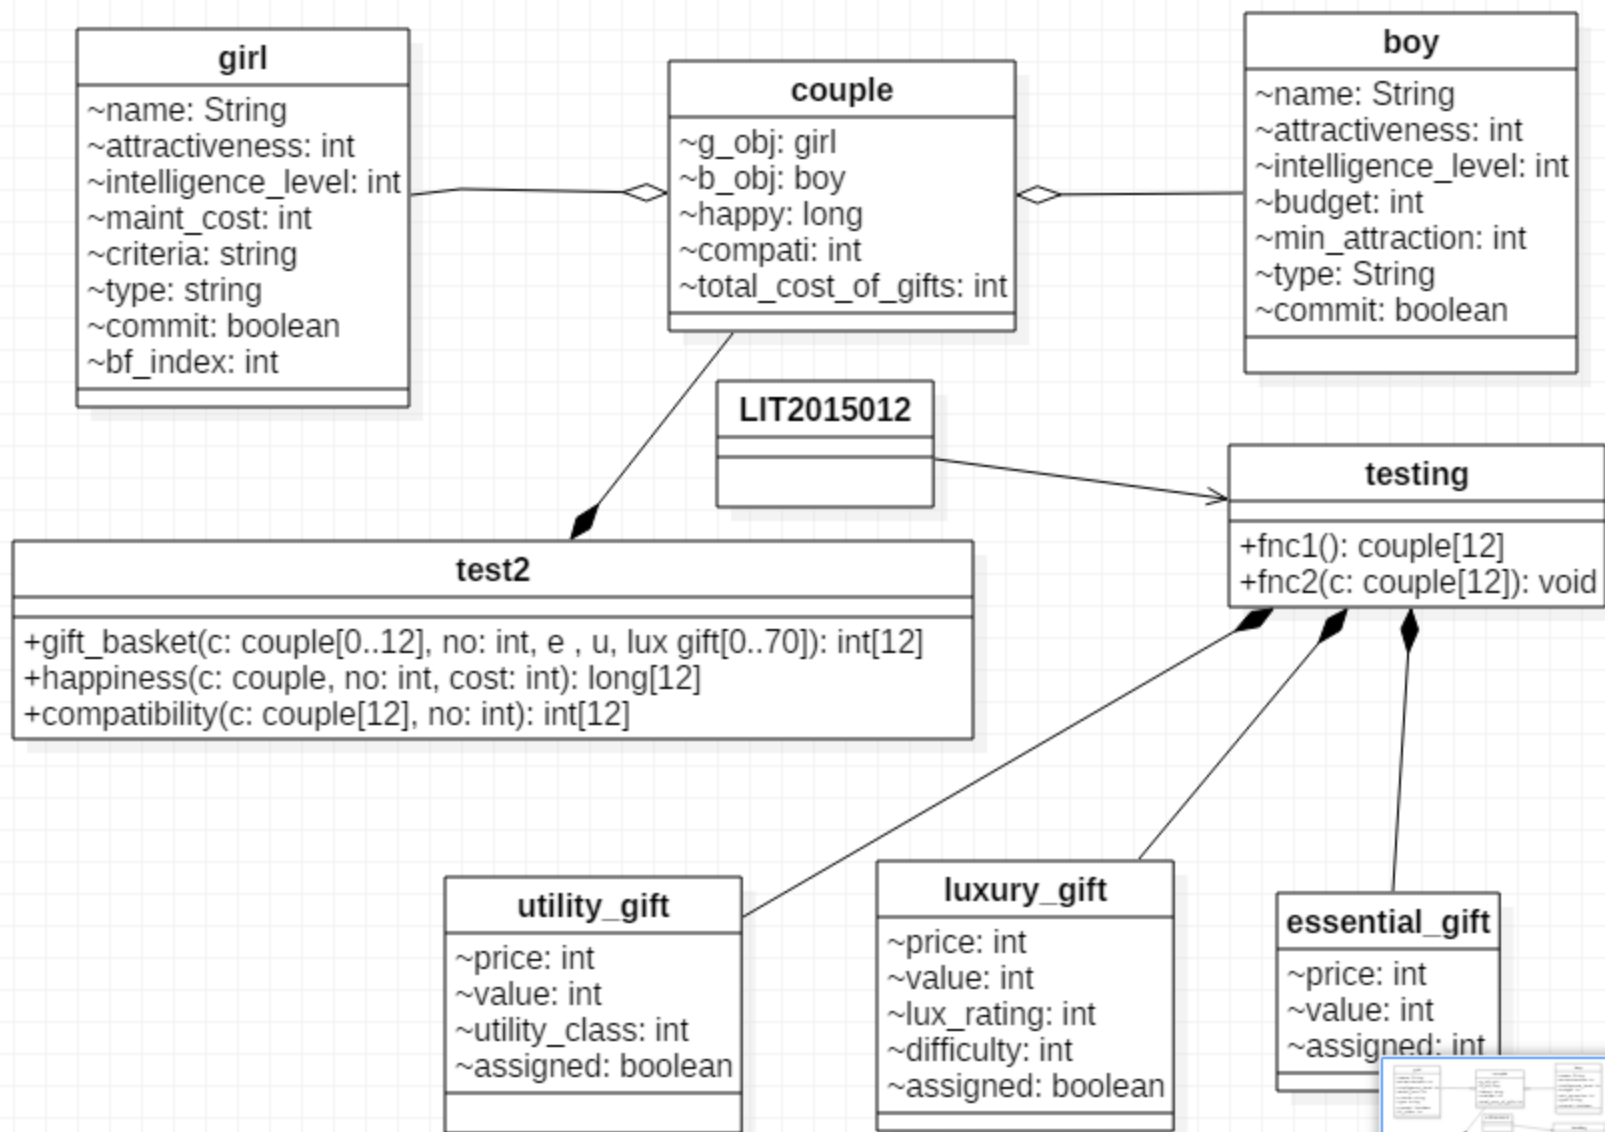 girl
~name: String
~attractiveness: int
~intelligence_level: int
~maint_cost: int
~criteria: string
~type: string
~commit: boolean
~bf_index: int
couple
~g_obj: girl
~b_obj: boy
~happy: long
~compati: int
~total_cost_of_gifts: int
boy
~name: String
~attractiveness: int
~intelligence_level: int
~budget: int
~min_attraction: int
~type: String
~commit: boolean
LIT2015012
testing
+fnc1(): couple[12]
+fnc2(c: couple[12]): void
test2
+gift_basket(c: couple[0..12], no: int, e , u, lux gift[0..70]): int[12]
+happiness(c: couple, no: int, cost: int): long[12]
+compatibility(c: couple[12], no: int): int[12]
utility_gift
~price: int
~value: int
~utility_class: int
~assigned: boolean
luxury_gift
~price: int
~value: int
~lux_rating: int
~difficulty: int
~assigned: boolean
essential_gift
~price: int
~value: int
~assigned: int